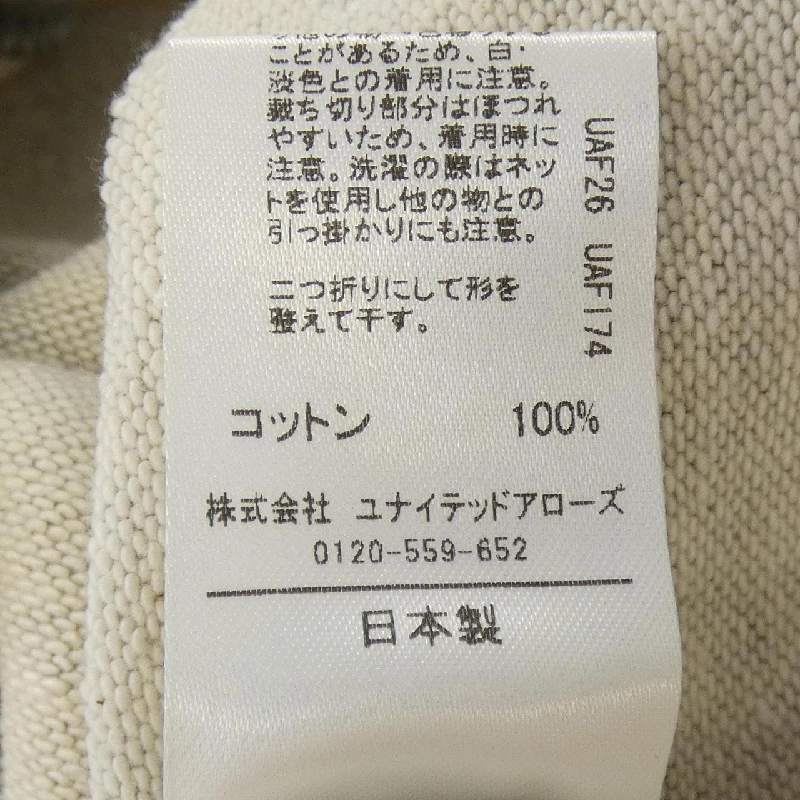 ことがあるため、白・
淡色との着用に注意。
裁ち切り部分はほつれ
やすいため、着用時に
注意。洗濯の際はネッ
トを使用し他の物との
引っ掛かりにも注意。
二つ折りにして形を
整えて干す。
UAF26 UAF174
コットン 100%
株式会社 ユナイテッドアローズ
0120-559-652
日本製